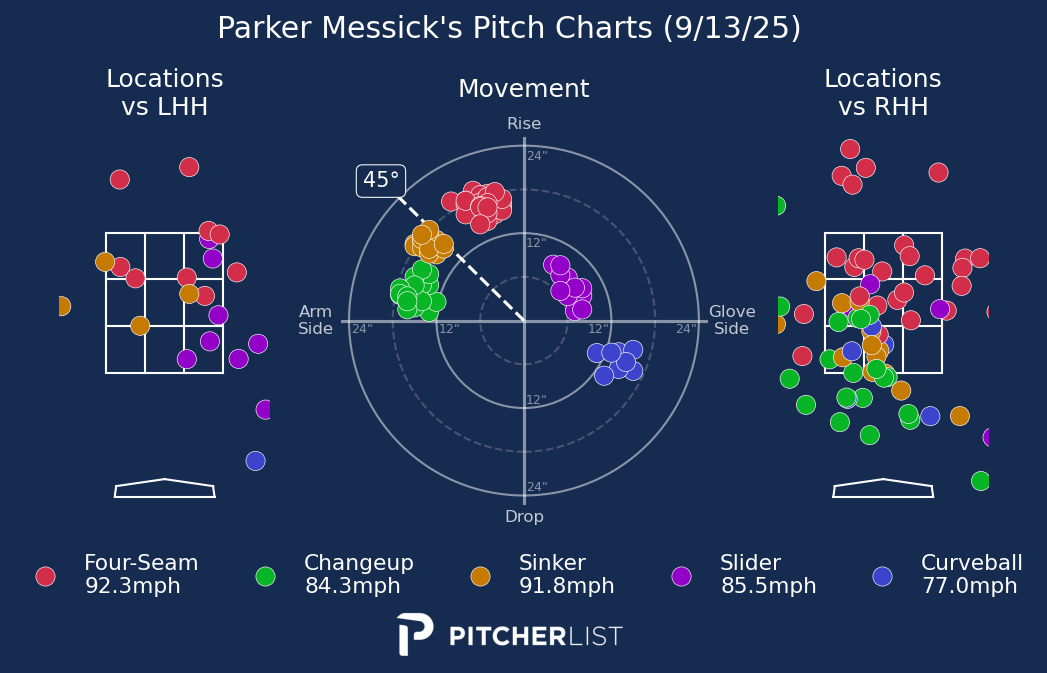 Parker Messick's Pitch Charts (9/13/25)
Locations
vs LHH
Movement
Locations
vs RHH
Rise
24"
45°
12"
Arm
Side
24"
12"
12"
24"
Glove
Side
12"
24"
Drop
Four-Seam
92.3mph
Changeup
84.3mph
Sinker
91.8mph
Slider
85.5mph
Curveball
77.0mph
PITCHERLIST